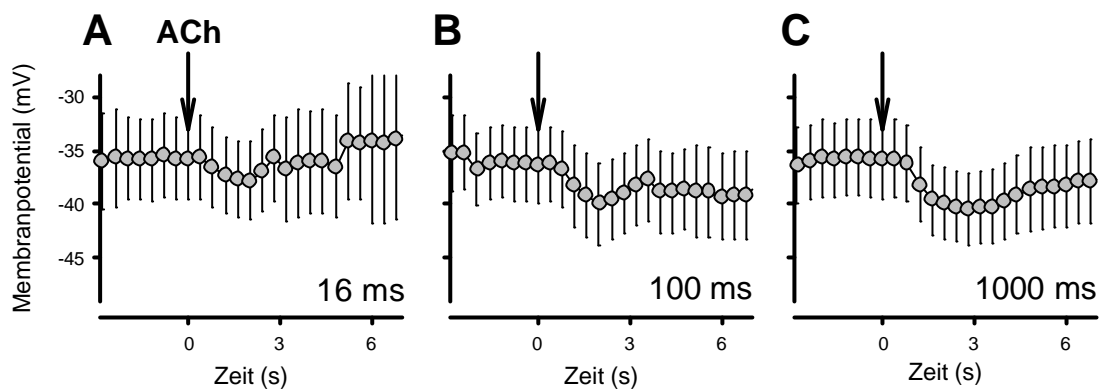 A ACh B C
Membranpotential (mV)
-30
-35
-40
-45
16 ms 100 ms 1000 ms
0 3 6 0 3 6 0 3 6
Zeit (s) Zeit (s) Zeit (s)